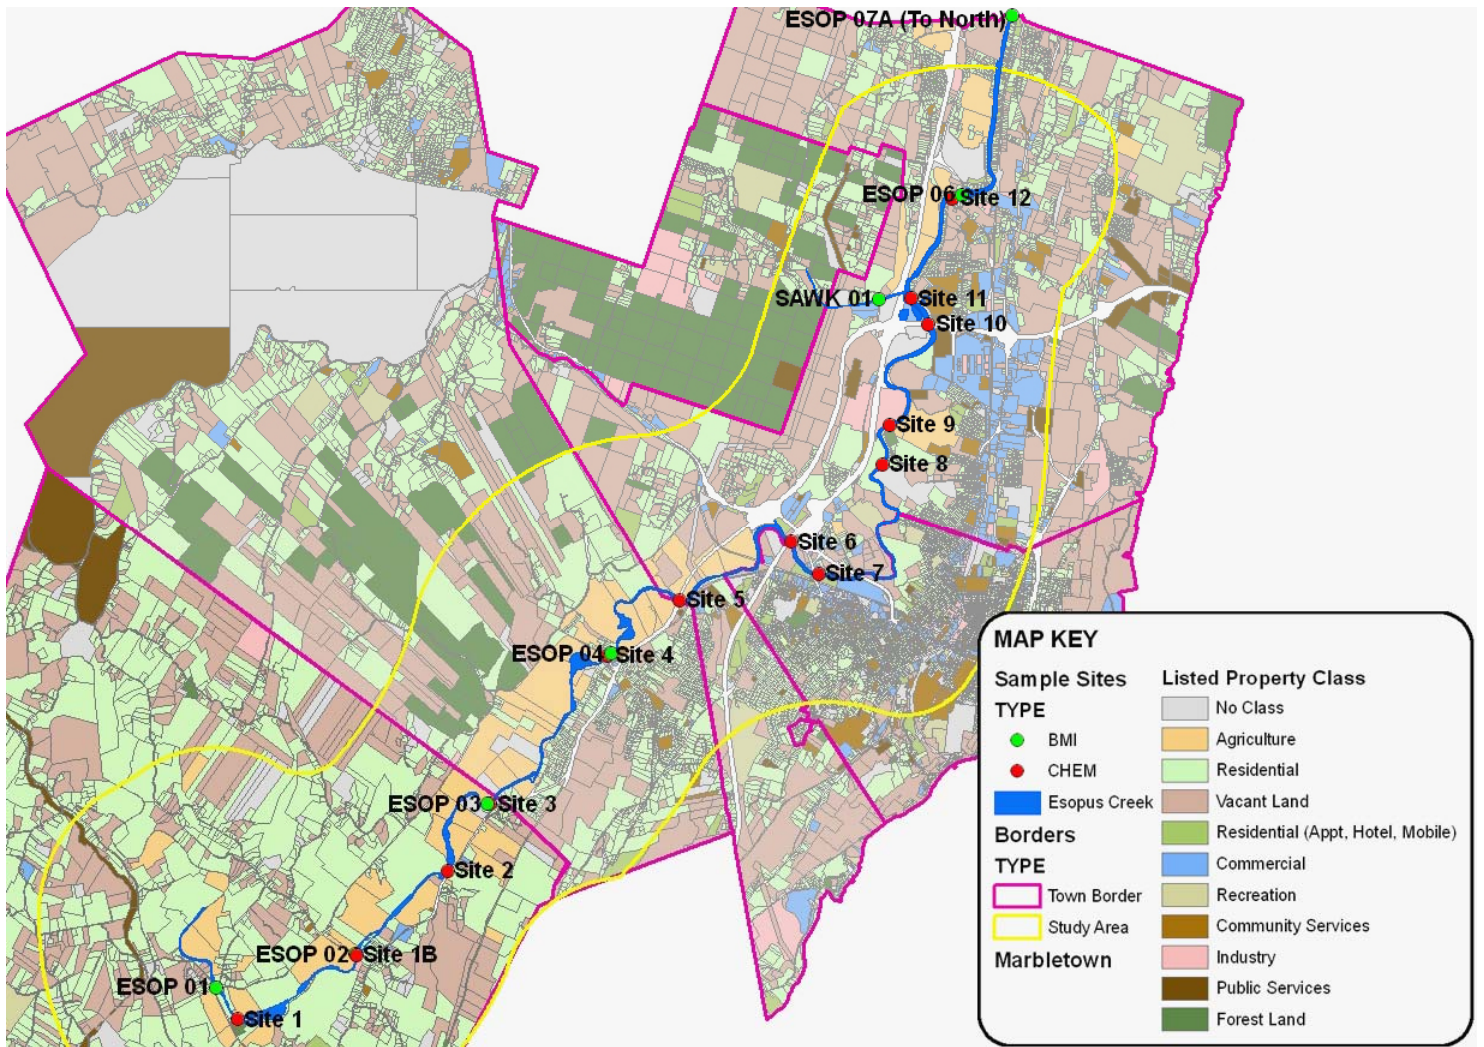 ESOP 07A (To North)
ESOP 06 Site 12
SAWK 01 Site 11
Site 10
Site 9
Site 8
Site 6
Site 7
Site 5
ESOP 04 Site 4
ESOP 03 Site 3
Site 2
ESOP 02 Site 1B
ESOP 01
Site 1
MAP KEY
Sample Sites
TYPE
BMI
CHEM
Esopus Creek
Borders
TYPE
Town Border
Study Area
Marbletown
Listed Property Class
No Class
Agriculture
Residential
Vacant Land
Residential (Appt, Hotel, Mobile)
Commercial
Recreation
Community Services
Industry
Public Services
Forest Land